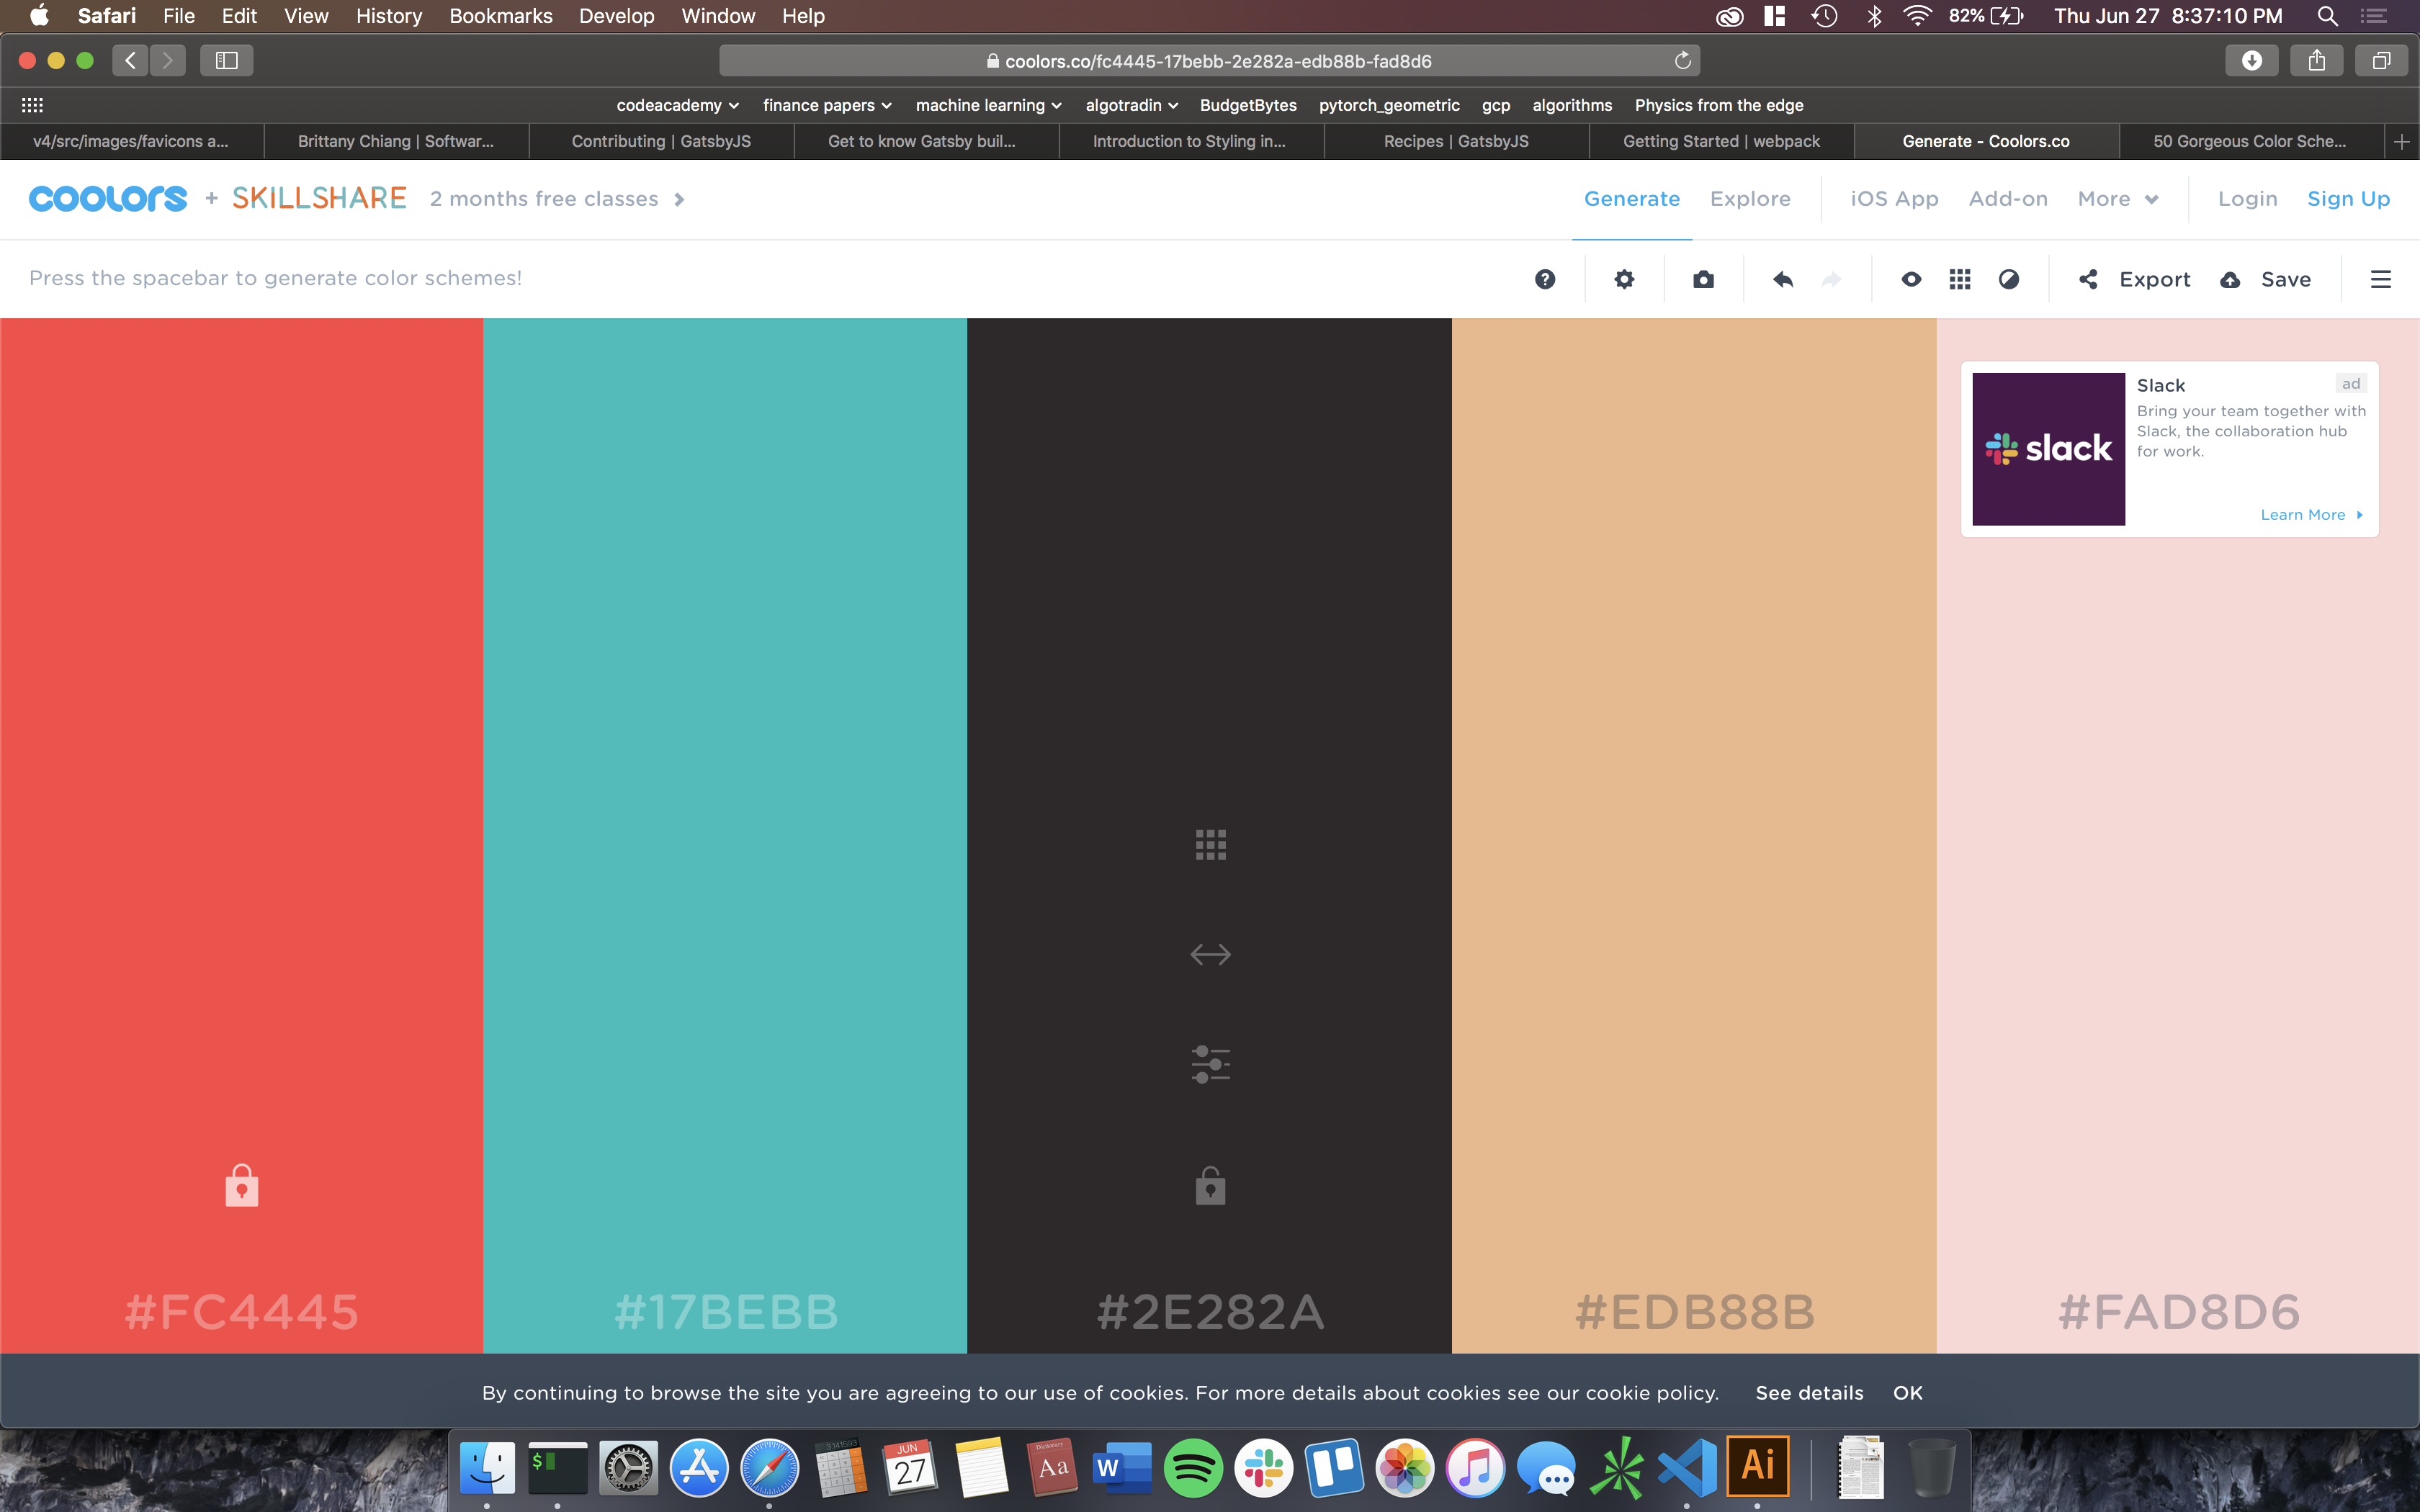 Safari File Edit View History Bookmarks Develop Window Help 82% Thu Jun 27 8:37:10 PM
coolors.co/fc4445-17bebb-2e282a-edb88b-fad8d6
codeacademy finance papers machine learning algotradin BudgetBytes pytorch_geometric gcp algorithms Physics from the edge
v4/src/images/favicons a... Brittany Chiang | Softwar... Contributing | GatsbyJS Get to know Gatsby buil... Introduction to Styling in... Recipes | GatsbyJS Getting Started | webpack Generate - Coolors.co 50 Gorgeous Color Sche...
coolors + SKILLSHARE 2 months free classes Generate Explore iOS App Add-on More Login Sign Up
Press the spacebar to generate color schemes! Export Save
Slack ad
Bring your team together with
Slack, the collaboration hub
for work.
slack
Learn More
#FC4445 #17BEBB #2E282A #EDB88B #FAD8D6
By continuing to browse the site you are agreeing to our use of cookies. For more details about cookies see our cookie policy. See details OK
$ 3.141593 JUN 27 Dictionary Aa W Ai